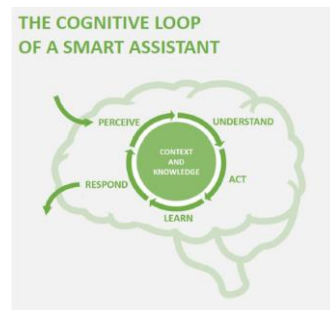 THE COGNITIVE LOOP
OF A SMART ASSISTANT
PERCEIVE
UNDERSTAND
CONTEXT
AND
KNOWLEDGE
RESPOND
ACT
LEARN